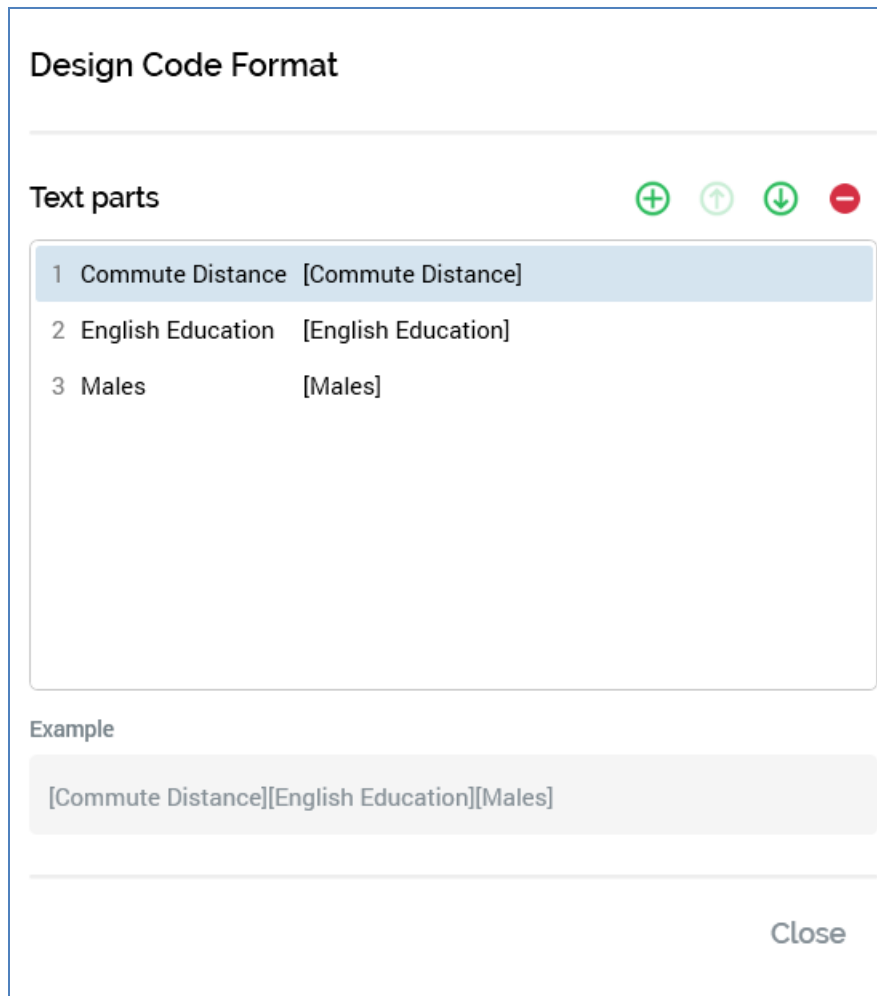 Design Code Format
Text parts
1 Commute Distance [Commute Distance]
2 English Education [English Education]
3 Males [Males]
Example
[Commute Distance][English Education][Males]
Close